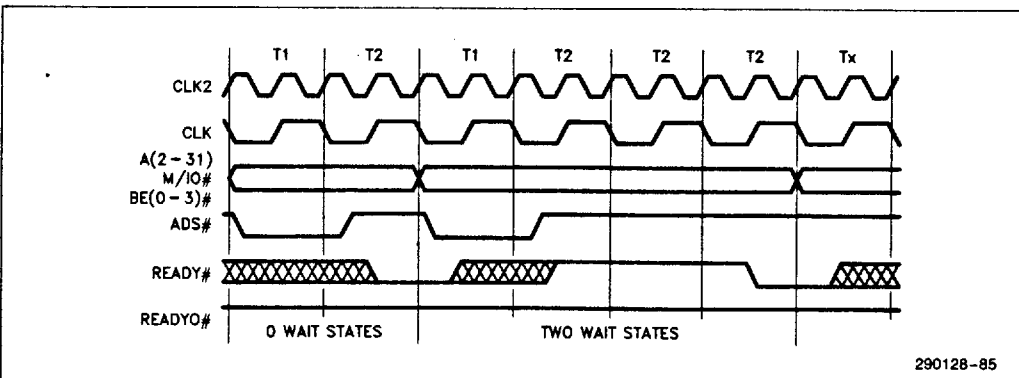 T1 T2 T1 T2 T2 T2 Tx
CLK2
CLK
A(2-31)
M/IO#
BE(0-3)#
ADS#
READY#
READYO#
0 WAIT STATES TWO WAIT STATES
290128-85